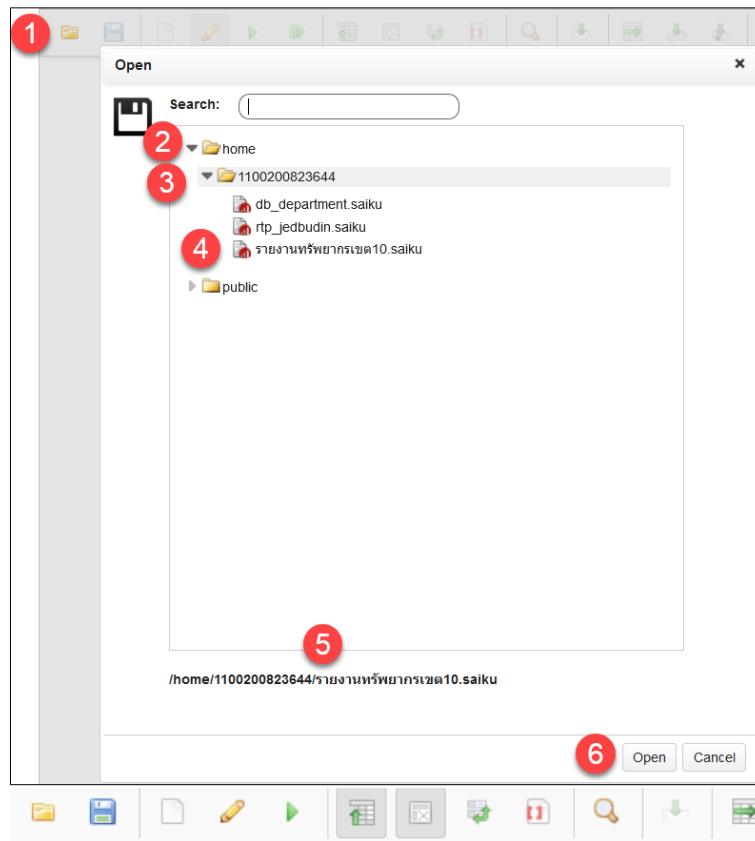 1
Open
Search:
2
home
3
1100200823644
db_department.saiku
rtp_jedbudin.saiku
4
รายงานทรัพยากรเขต10.saiku
public
5
/home/1100200823644/รายงานทรัพยากรเขต10.saiku
6
Open Cancel